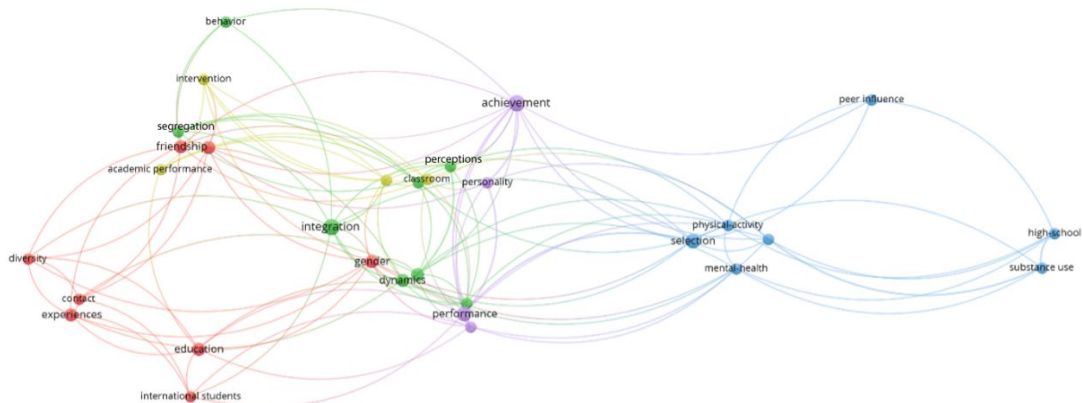 behavior
intervention
achievement
peer influence
segregation
friendship
perceptions
academic performance
classroom
personality
integration
physical-activity
high-school
selection
diversity
gender
mental-health
substance use
dynamics
contact
experiences
performance
education
international students